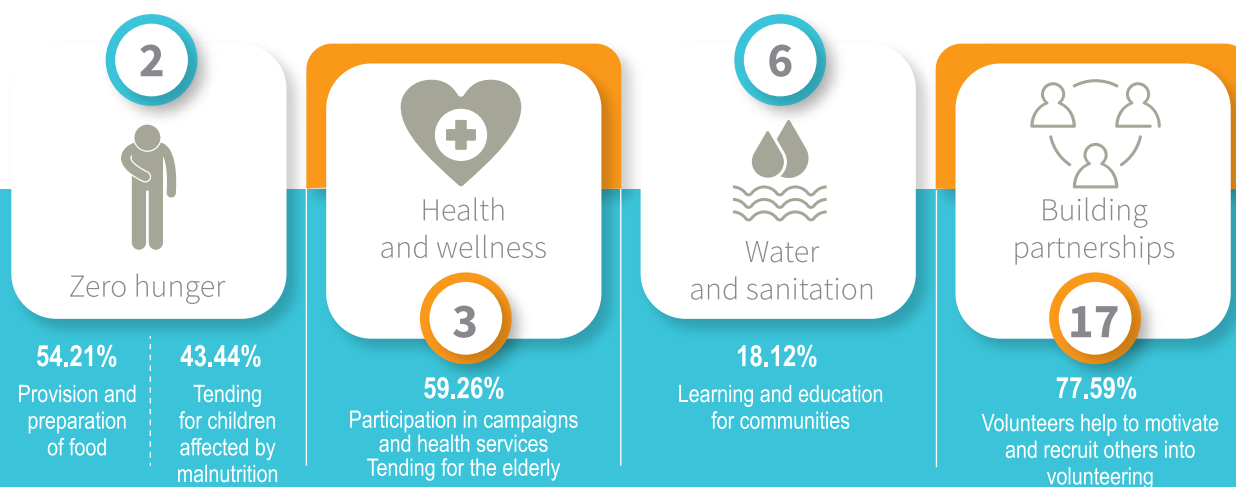 2
Zero hunger
54.21%
Provision and
preparation
of food
43.44%
Tending
for children
affected by
malnutrition
Health
and wellness
3
59.26%
Participation in campaigns
and health services
Tending for the elderly
6
Water
and sanitation
18.12%
Learning and education
for communities
Building
partnerships
17
77.59%
Volunteers help to motivate
and recruit others into
volunteering